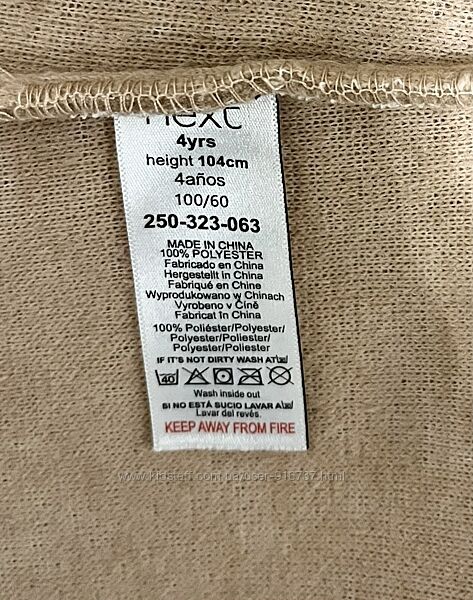 next
4yrs
height 104cm
4años
100/60
250-323-063
MADE IN CHINA
100% POLYESTER
Fabricado en China
Hergestellt in China
Fabriqué en Chine
Wyprodukowano w Chinach
Vyrobeno v Číně
Fabricat în China
100% Poliéster/Polyester/
Polyester/Poliester/
Polyester/Poliester
IF IT'S NOT DIRTY WASH AT
40
Wash inside out
SI NO ESTÁ SUCIO LAVAR A
Lavar del revés.
KEEP AWAY FROM FIRE